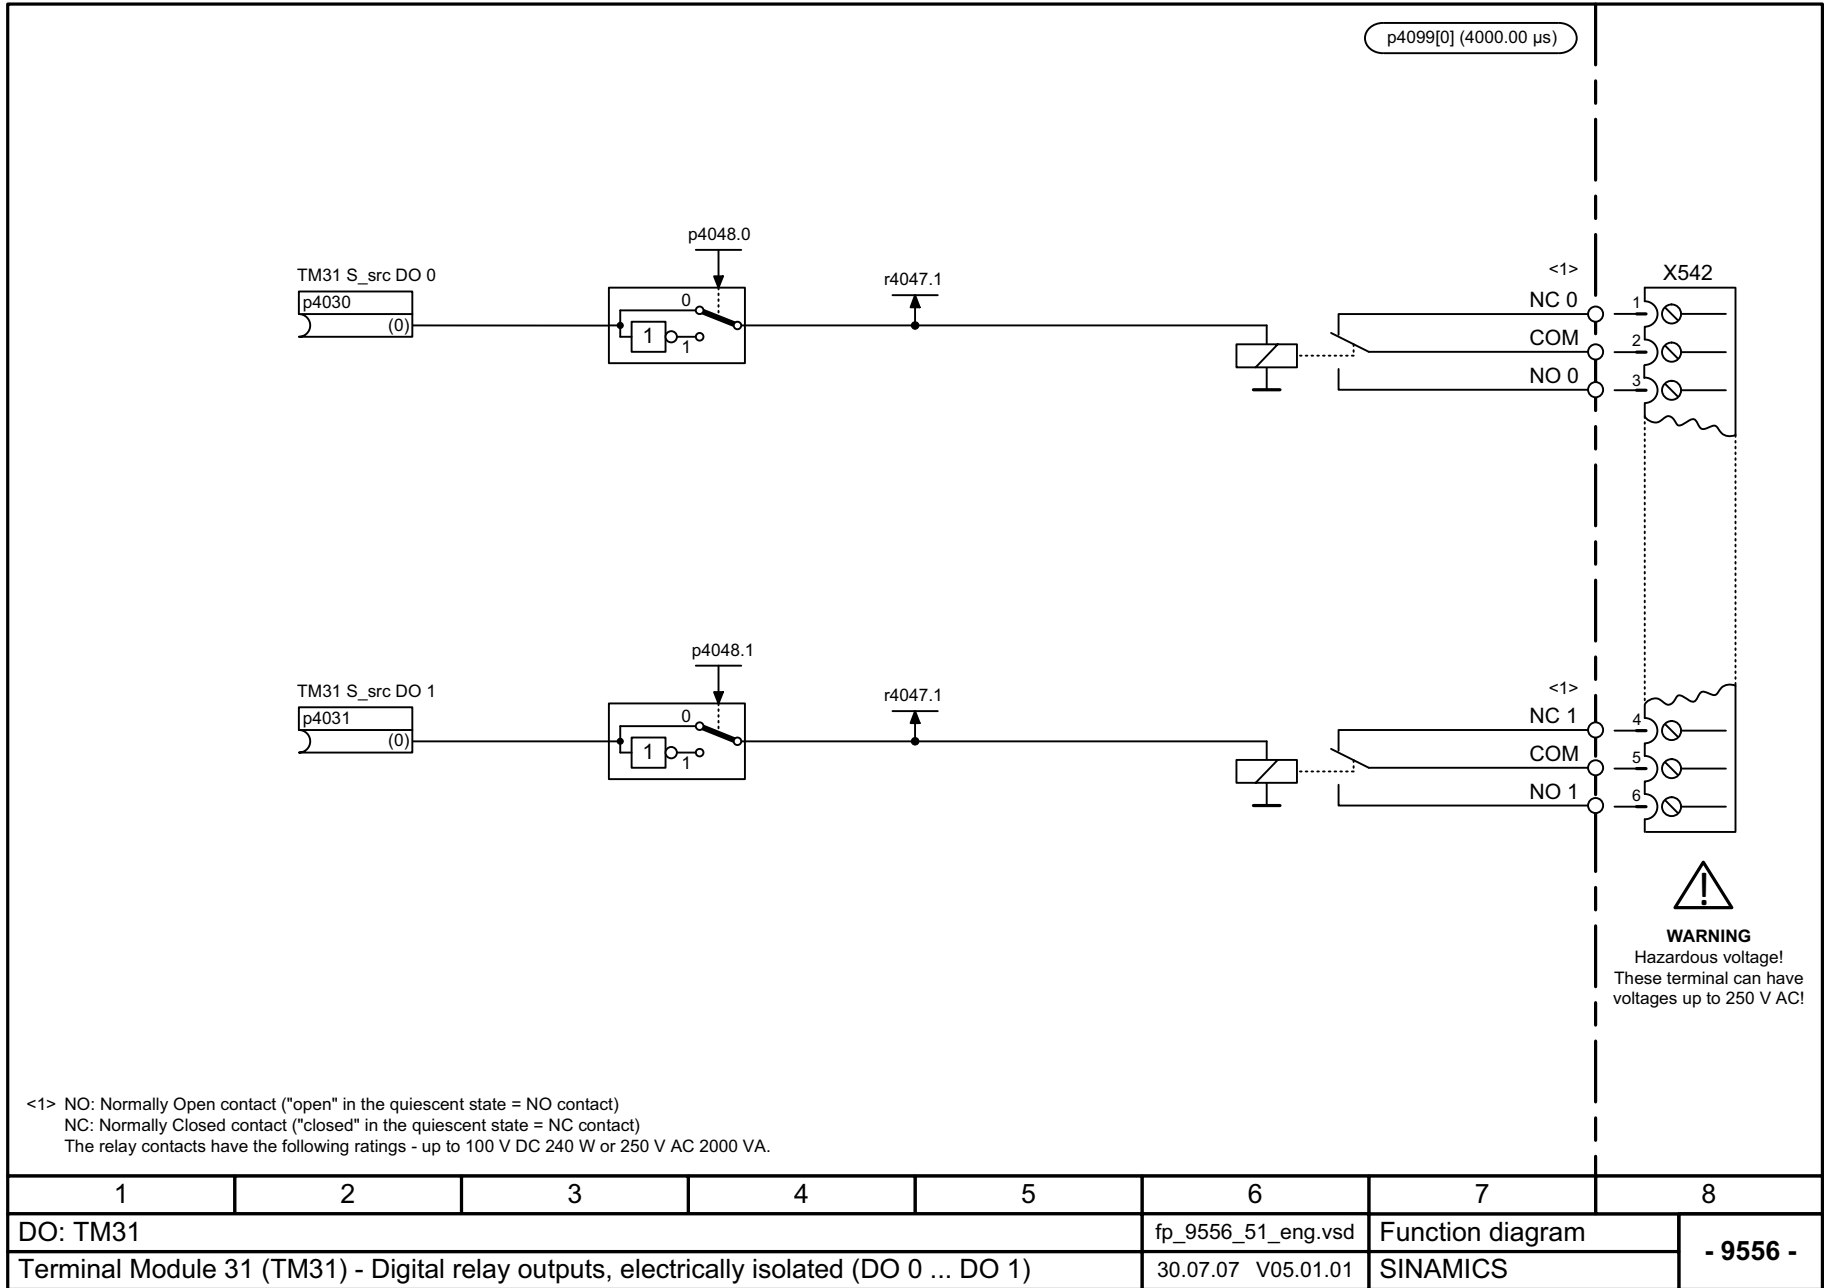 p4099[0] (4000.00 µs)
p4048.0
TM31 S_src DO 0
p4030
(0)
0
1
1
r4047.1
<1>
X542
NC 0
1
COM
2
NO 0
3
p4048.1
TM31 S_src DO 1
p4031
(0)
0
1
1
r4047.1
<1>
NC 1
4
COM
5
NO 1
6
WARNING
Hazardous voltage!
These terminal can have
voltages up to 250 V AC!
<1> NO: Normally Open contact ("open" in the quiescent state = NO contact)
NC: Normally Closed contact ("closed" in the quiescent state = NC contact)
The relay contacts have the following ratings - up to 100 V DC 240 W or 250 V AC 2000 VA.
1 2 3 4 5 6 7 8
DO: TM31
fp_9556_51_eng.vsd
Function diagram
- 9556 -
Terminal Module 31 (TM31) - Digital relay outputs, electrically isolated (DO 0 ... DO 1)
30.07.07 V05.01.01
SINAMICS